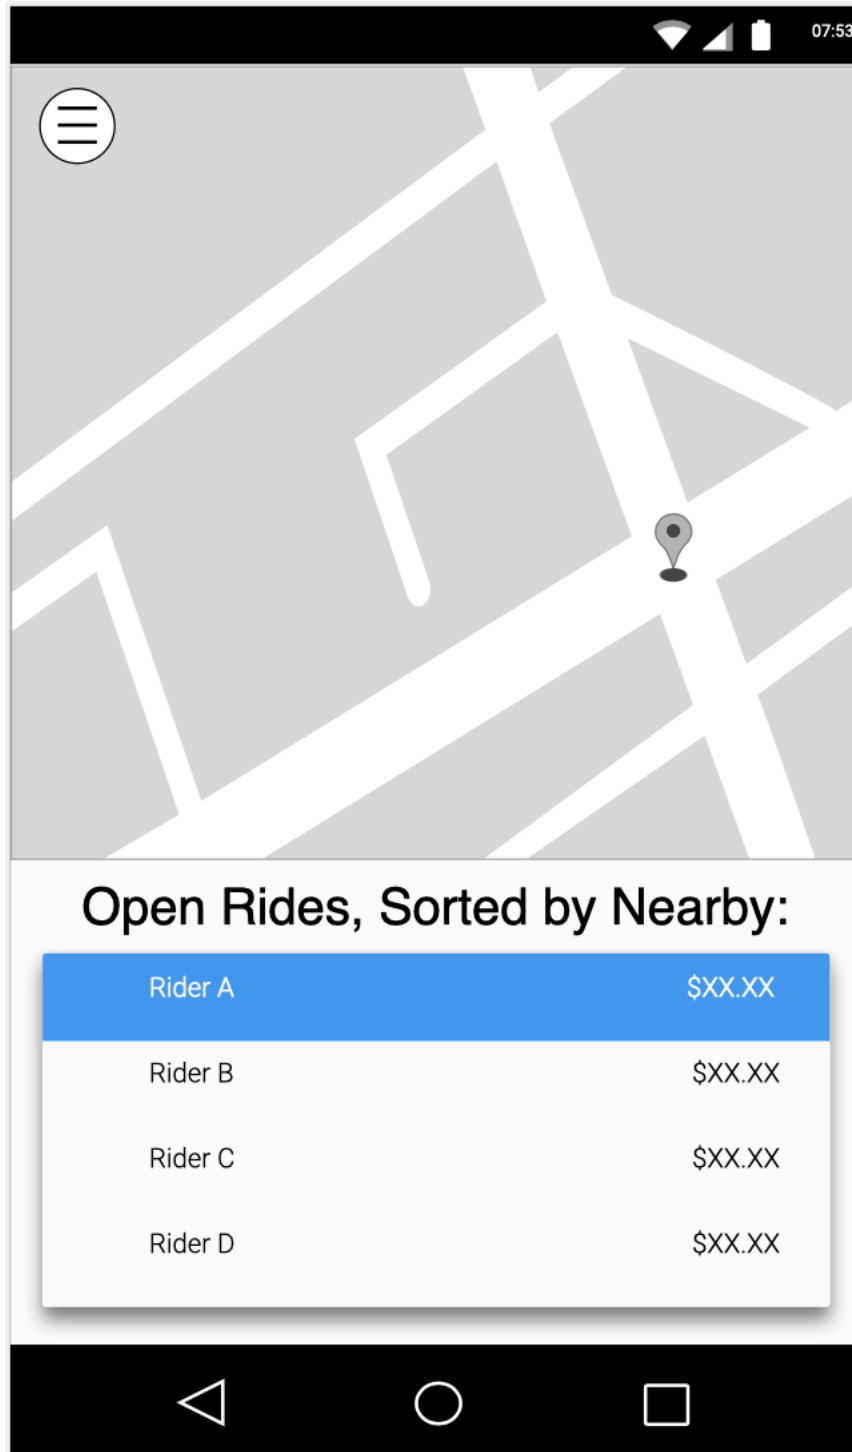 07:53
Open Rides, Sorted by Nearby:
Rider A $XX.XX
Rider B $XX.XX
Rider C $XX.XX
Rider D $XX.XX